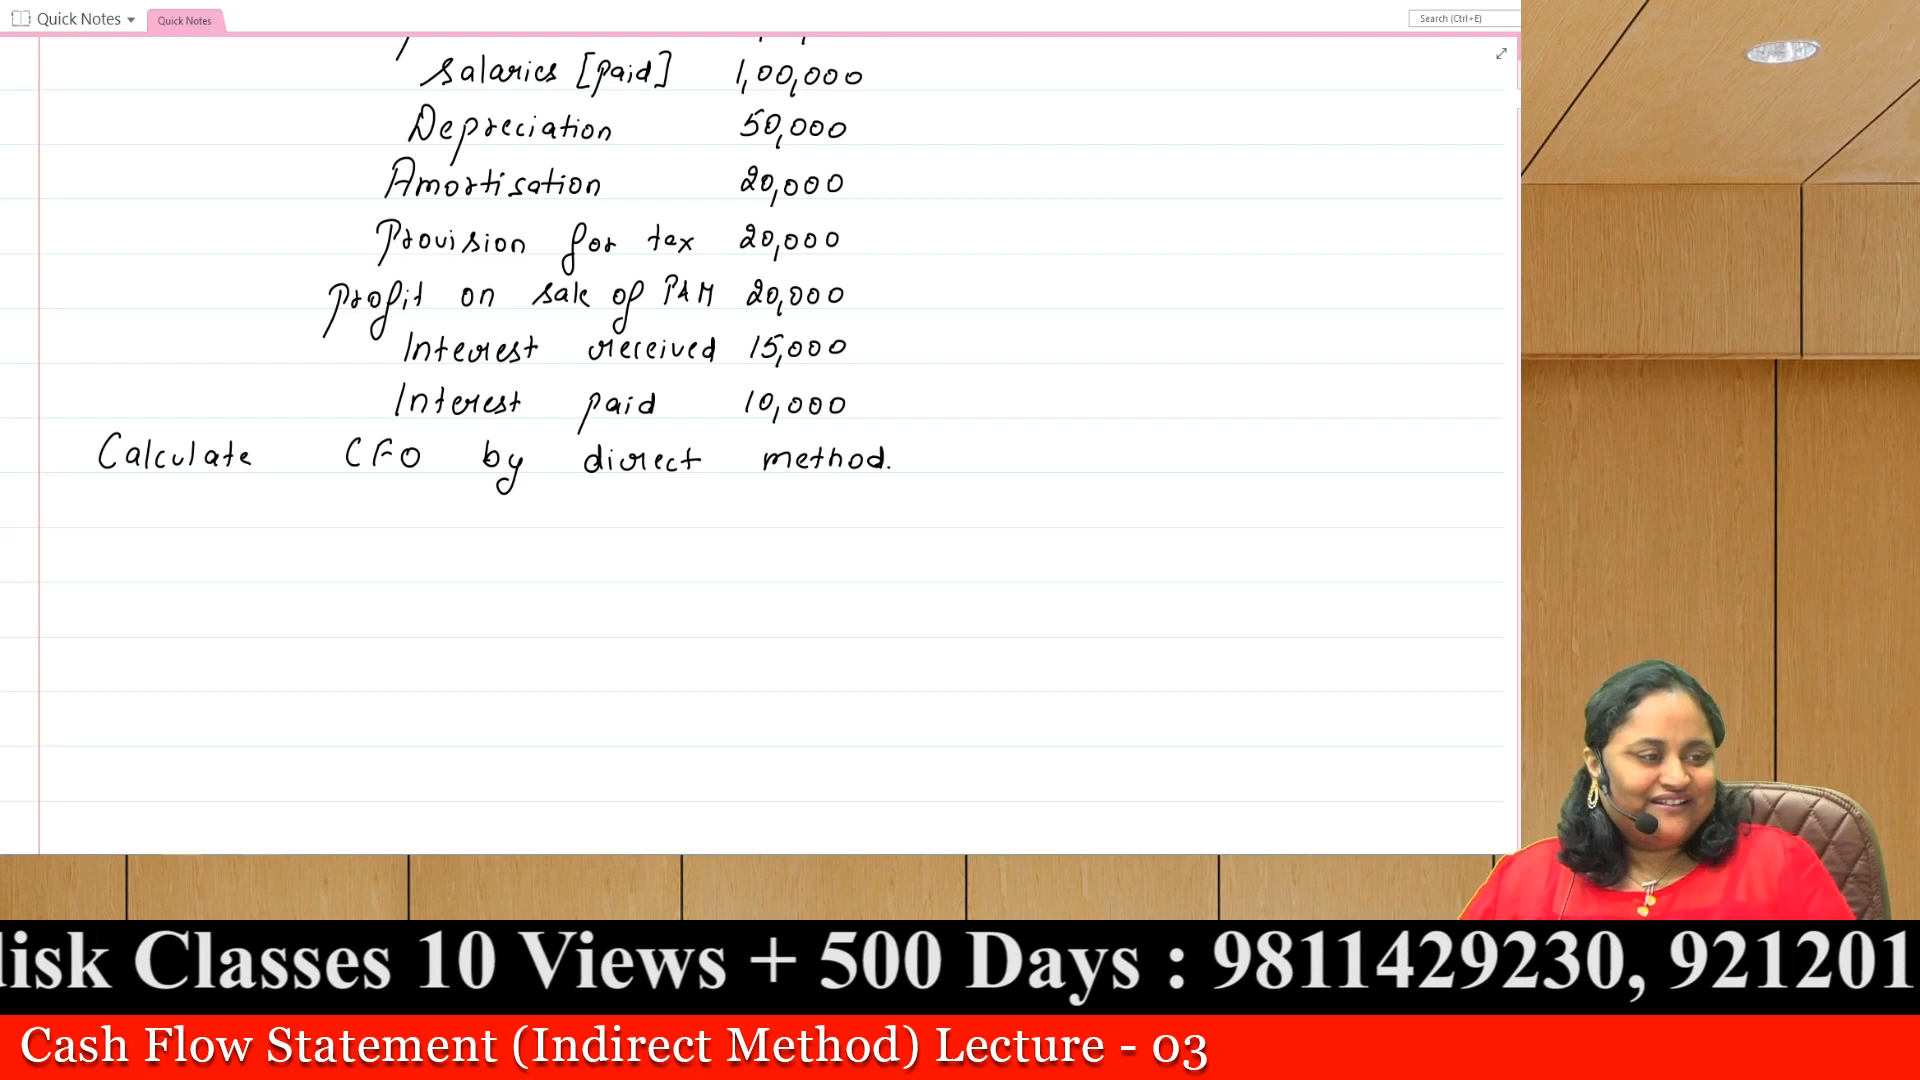 Quick Notes
Quick Notes
Search (Ctrl+E)
Salaries [paid] 1,00,000
Depreciation 50,000
Amortisation 20,000
Provision for tax 20,000
Profit on sale of P&M 20,000
Interest received 15,000
Interest paid 10,000
Calculate CFO by direct method.
disk Classes 10 Views + 500 Days : 9811429230, 921201
Cash Flow Statement (Indirect Method) Lecture - 03